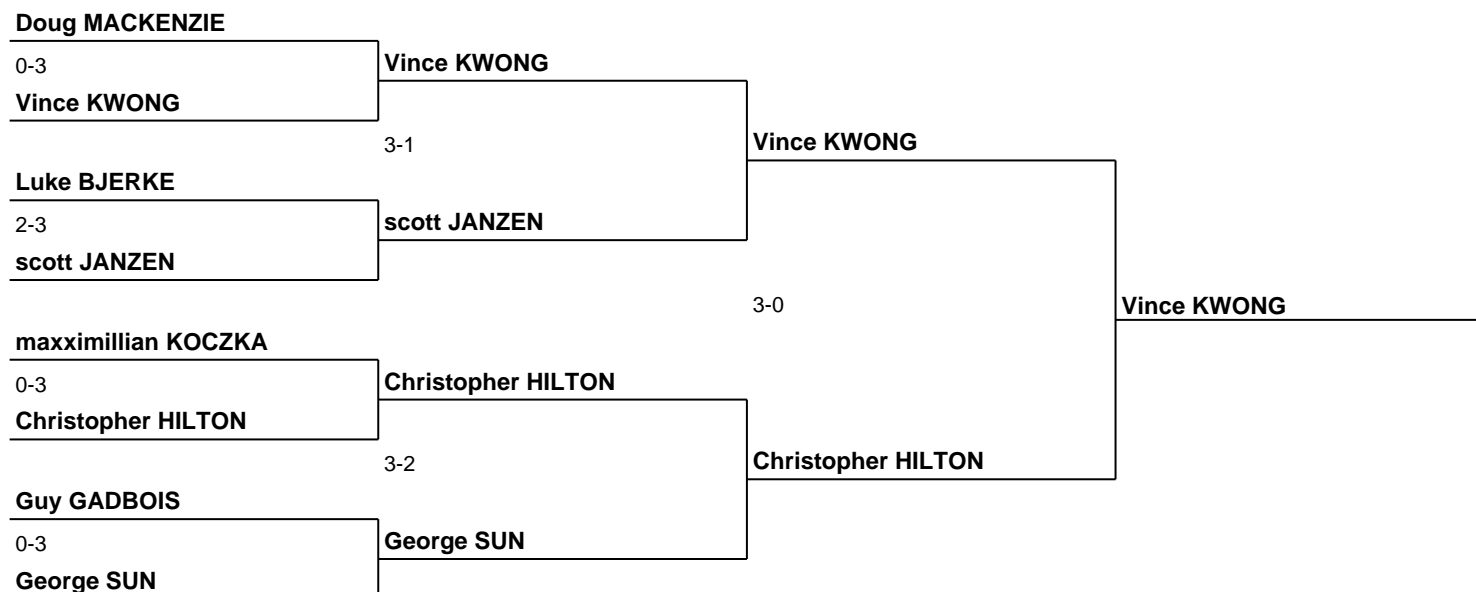 Doug MACKENZIE
0-3
Vince KWONG
Vince KWONG
3-1
Vince KWONG
Luke BJERKE
2-3
scott JANZEN
scott JANZEN
3-0
Vince KWONG
maxximillian KOCZKA
0-3
Christopher HILTON
Christopher HILTON
3-2
Christopher HILTON
Guy GADBOIS
0-3
George SUN
George SUN